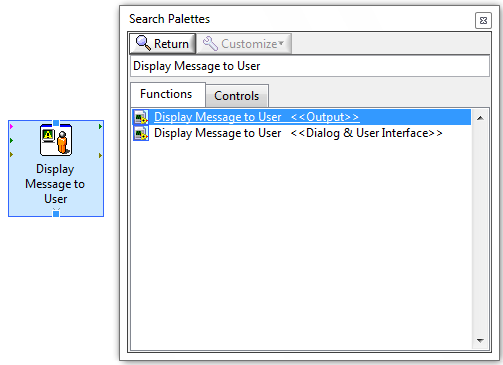 Search Palettes
Return
Customize
Display Message to User
Functions
Controls
Display Message to User <<Output>>
Display Message to User <<Dialog & User Interface>>
A
Display
Message to
User